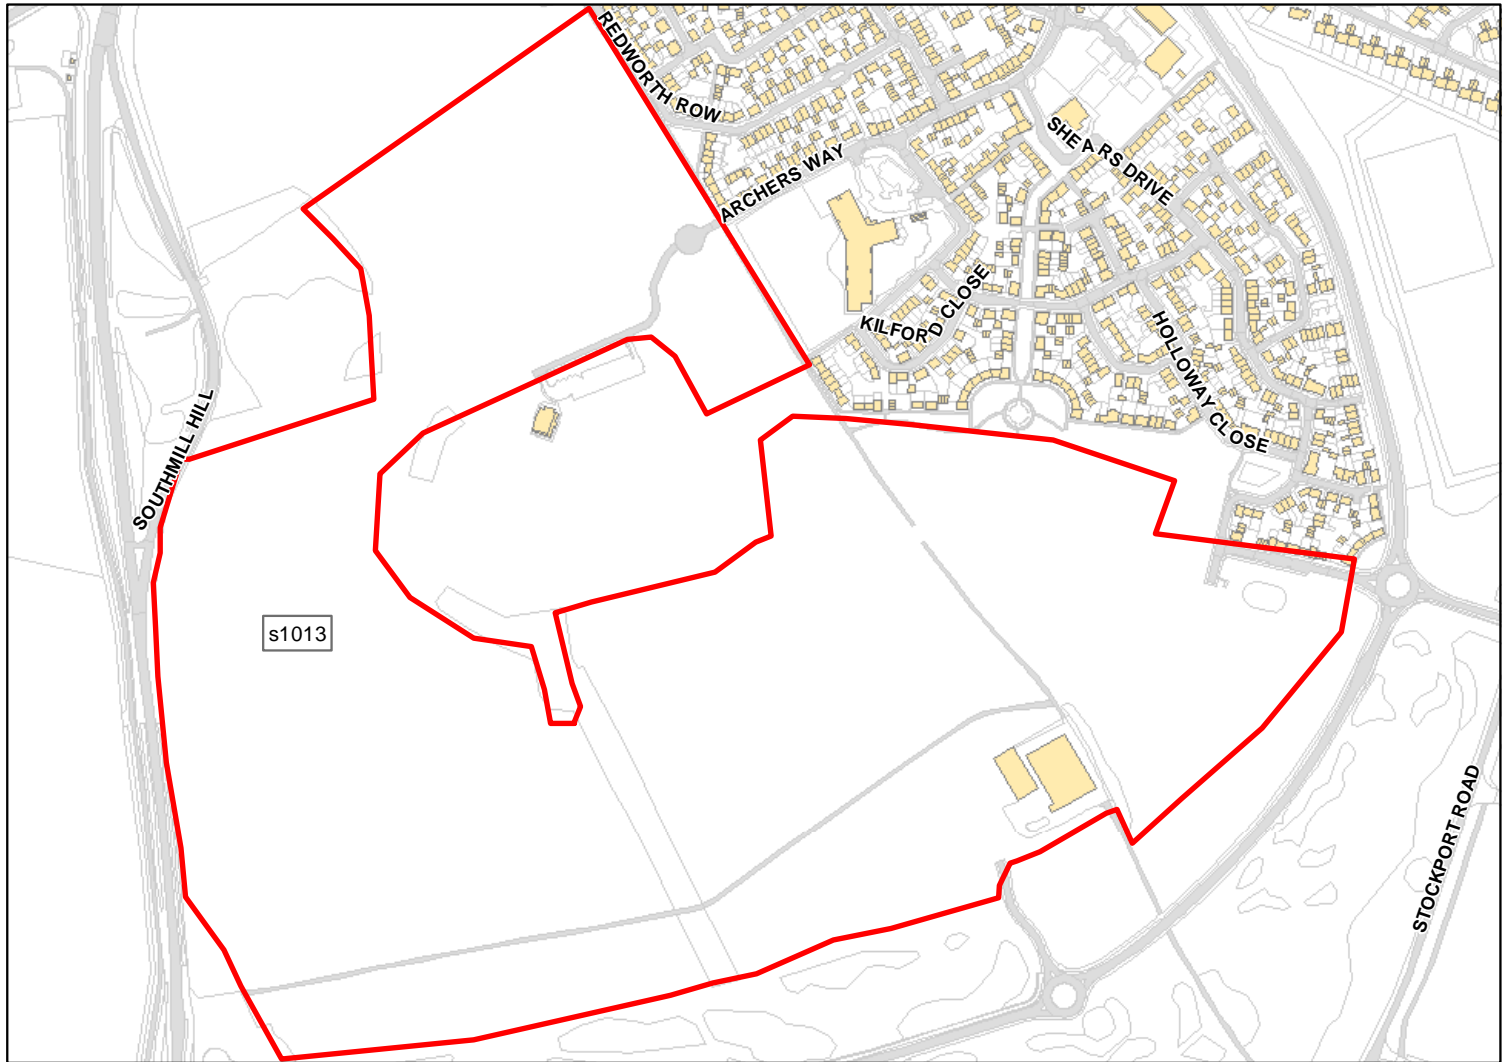 REDWORTH ROW
ARCHERS WAY
SHEARS DRIVE
KILFORD CLOSE
HOLLOWAY CLOSE
SOUTHMILL HILL
s1013
STOCKPORT ROAD